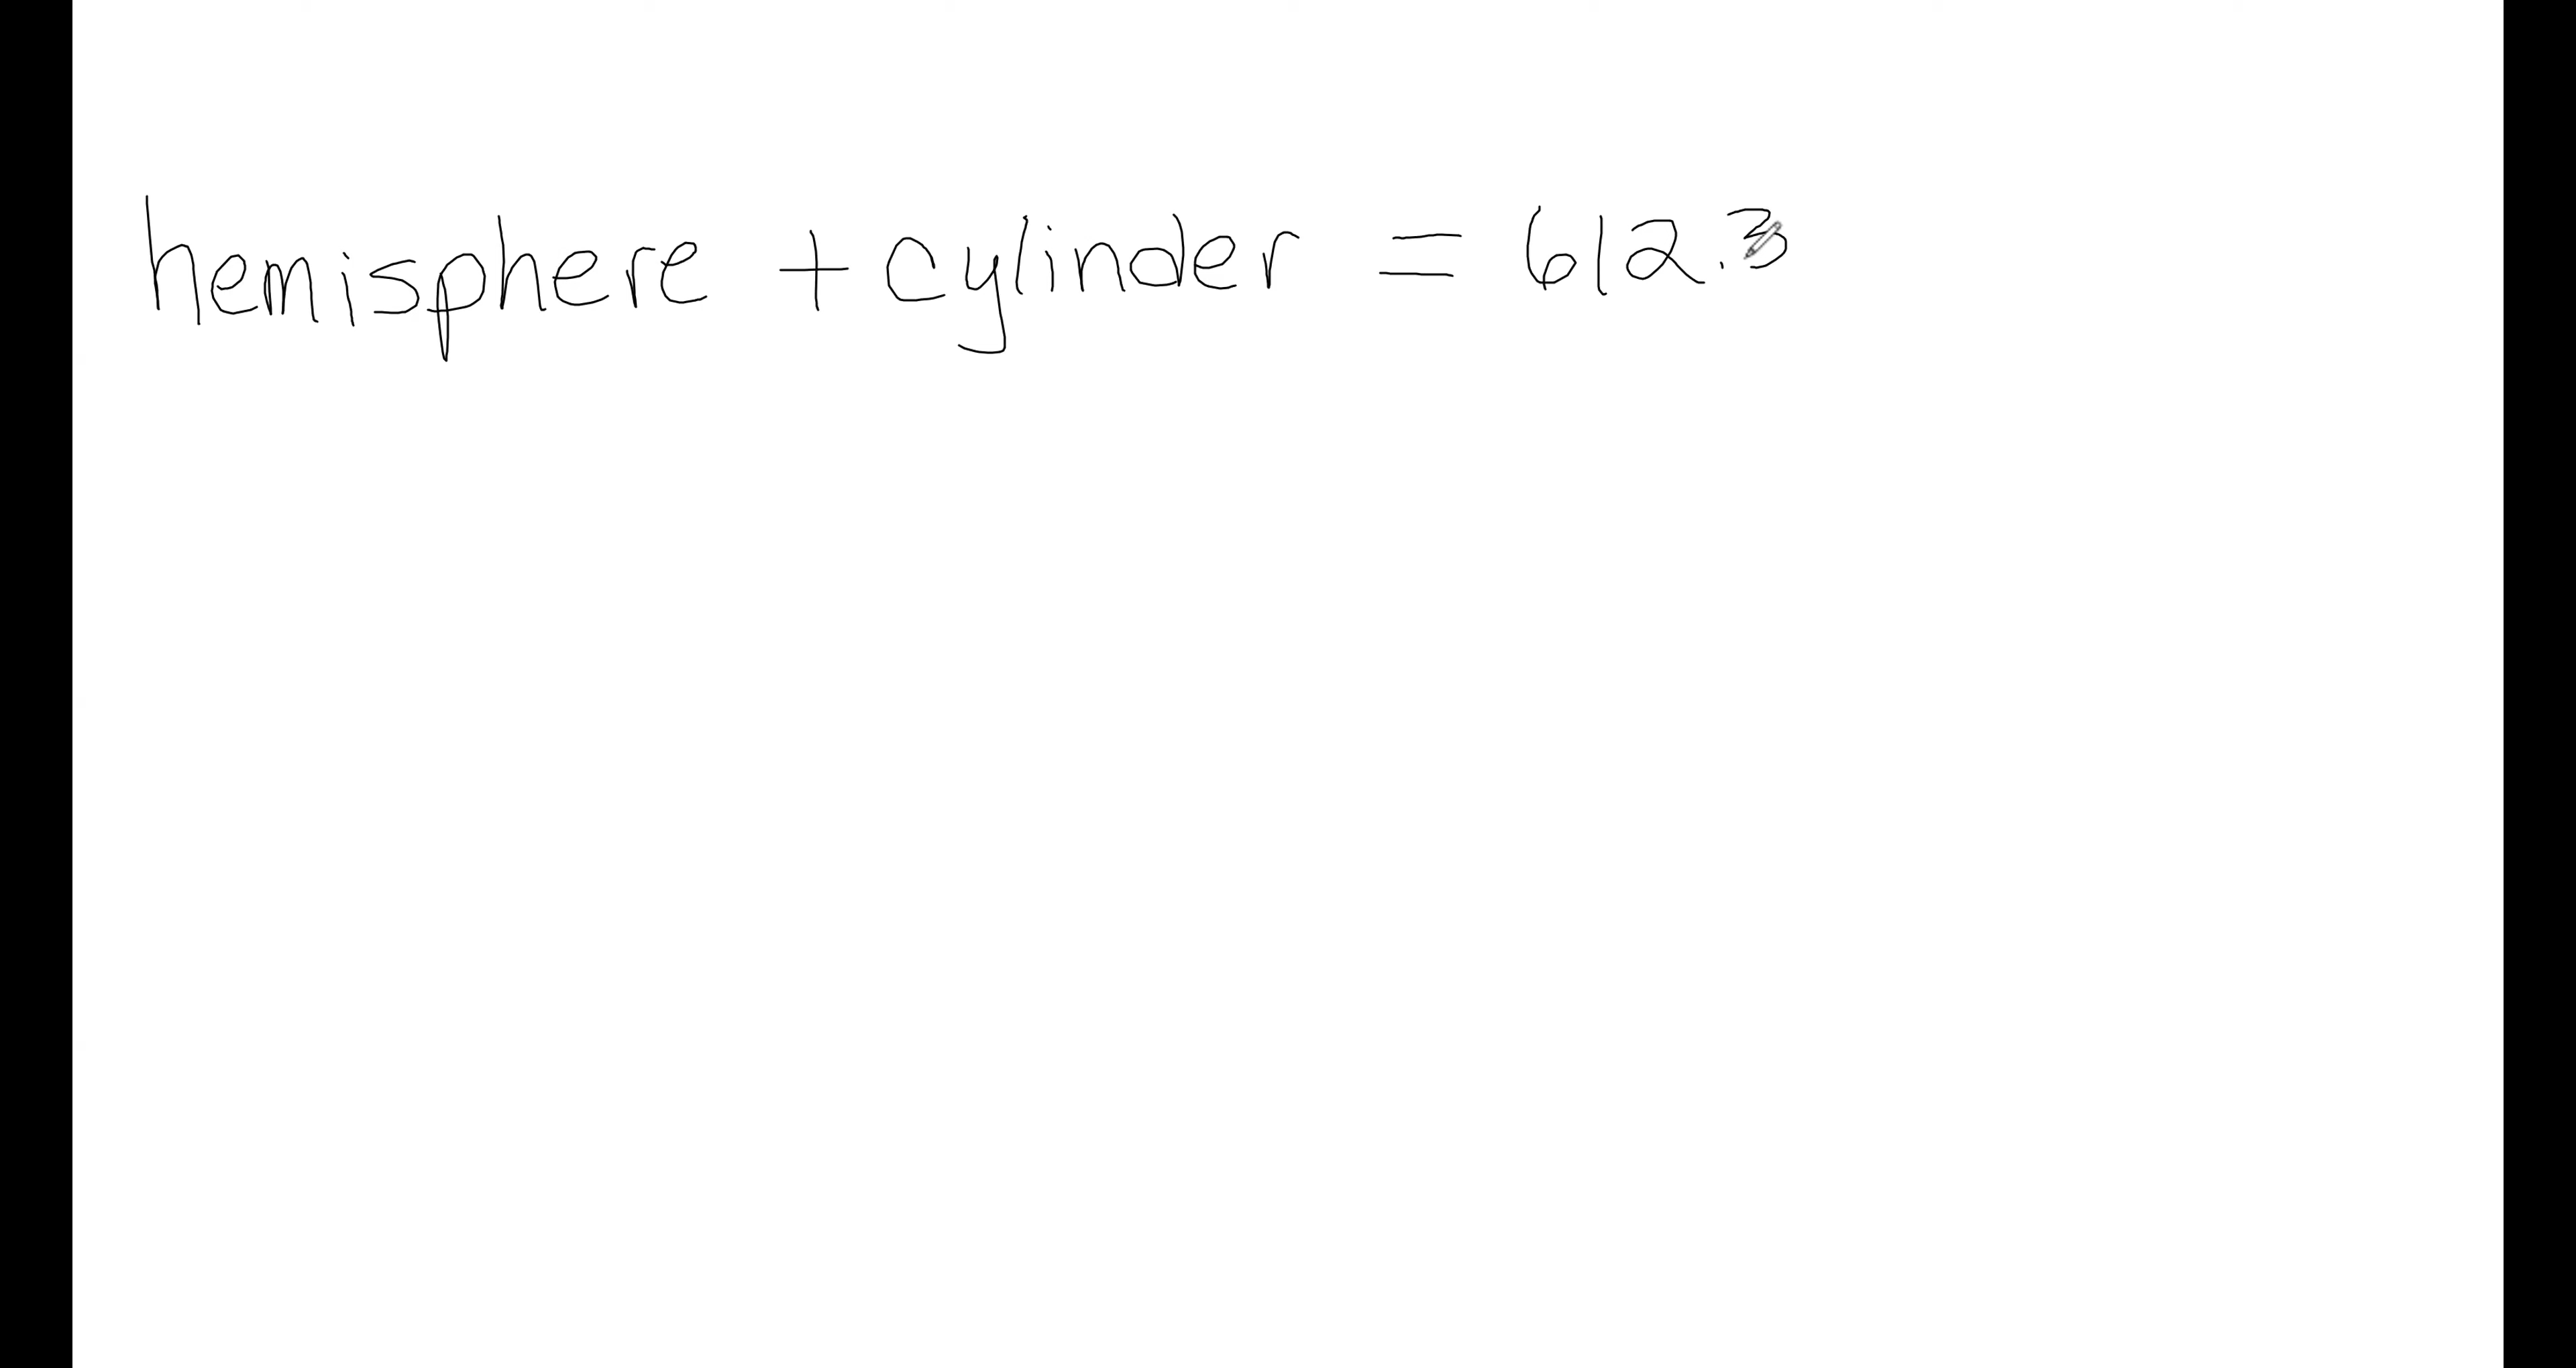 hemisphere + cylinder = 612.3